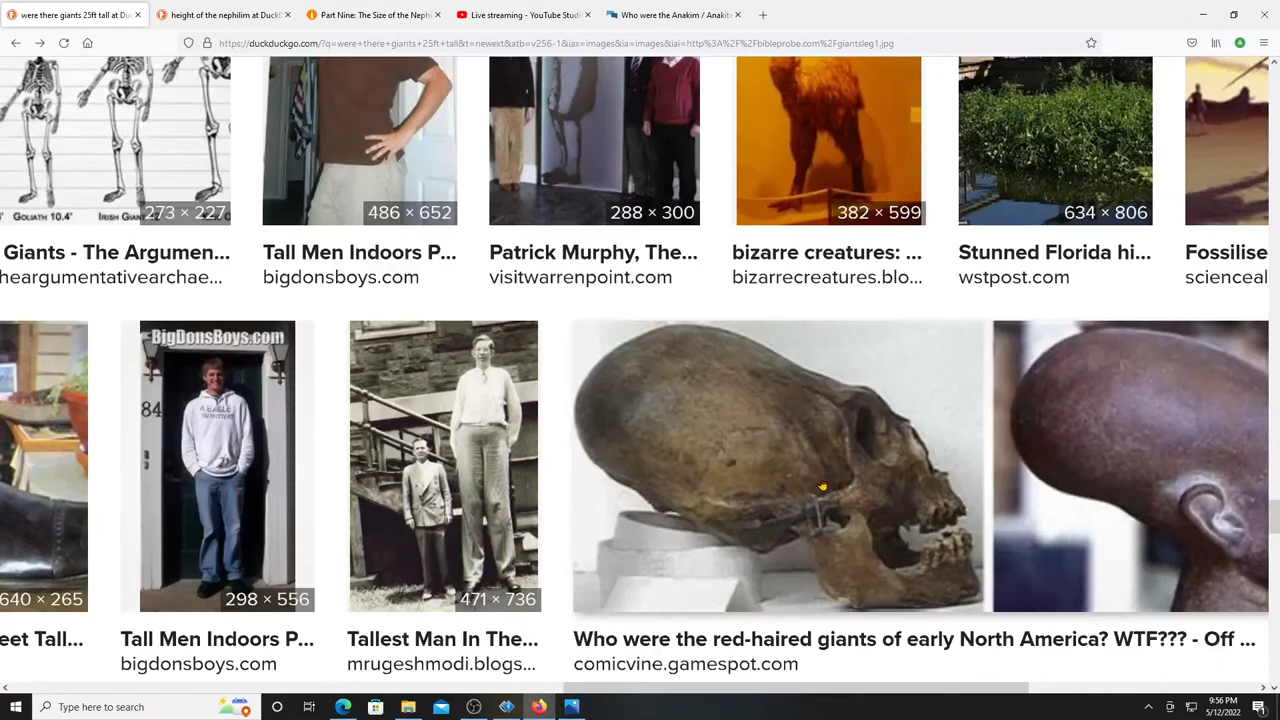 were there giants 25ft tall at Duck
height of the nephilim at DuckD
Part Nine: The Size of the Neph
Live streaming - YouTube Studi
Who were the Anakim / Anakite
https://duckduckgo.com/?q=were+there+giants+25ft+tall&t=newext&atb=v256-1&iax=images&ia=images&iai=http%3A%2F%2Fbibleprobe.com%2Fgiantsleg1.jpg
GOLIATH 10.4'
IRISH GIAN
273 × 227
486 × 652
288 × 300
382 × 599
634 × 806
Giants - The Argumen...
Tall Men Indoors P...
Patrick Murphy, The...
bizarre creatures: ...
Stunned Florida hi...
Fossilise
heargumentativearchae...
bigdonsboys.com
visitwarrenpoint.com
bizarrecreatures.blo...
wstpost.com
scienceal
BigDonsBoys.com
84
A EAGLE
640 × 265
298 × 556
471 × 736
eet Tall...
Tall Men Indoors P...
Tallest Man In The...
Who were the red-haired giants of early North America? WTF??? - Off ...
bigdonsboys.com
mrugeshmodi.blogs...
comicvine.gamespot.com
Type here to search
9:56 PM
5/12/2022